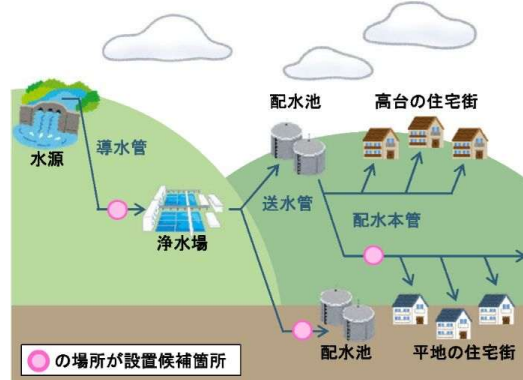 配水池
高台の住宅街
水源
導水管
浄水場
送水管
配水本管
配水池
平地の住宅街
の場所が設置候補箇所